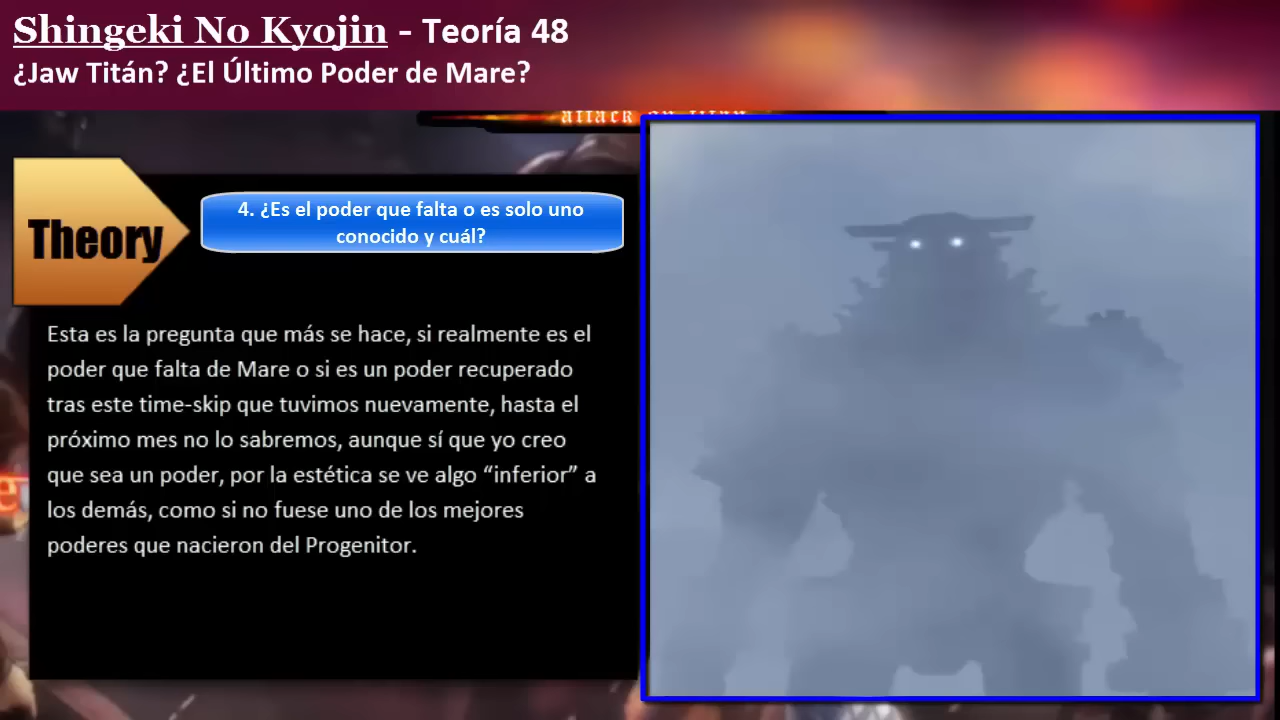 Shingeki No Kyojin - Teoría 48
¿Jaw Titán? ¿El Último Poder de Mare?
attack on titan
Theory
4. ¿Es el poder que falta o es solo uno
conocido y cuál?
Esta es la pregunta que más se hace, si realmente es el
poder que falta de Mare o si es un poder recuperado
tras este time-skip que tuvimos nuevamente, hasta el
próximo mes no lo sabremos, aunque sí que yo creo
que sea un poder, por la estética se ve algo “inferior” a
los demás, como si no fuese uno de los mejores
poderes que nacieron del Progenitor.